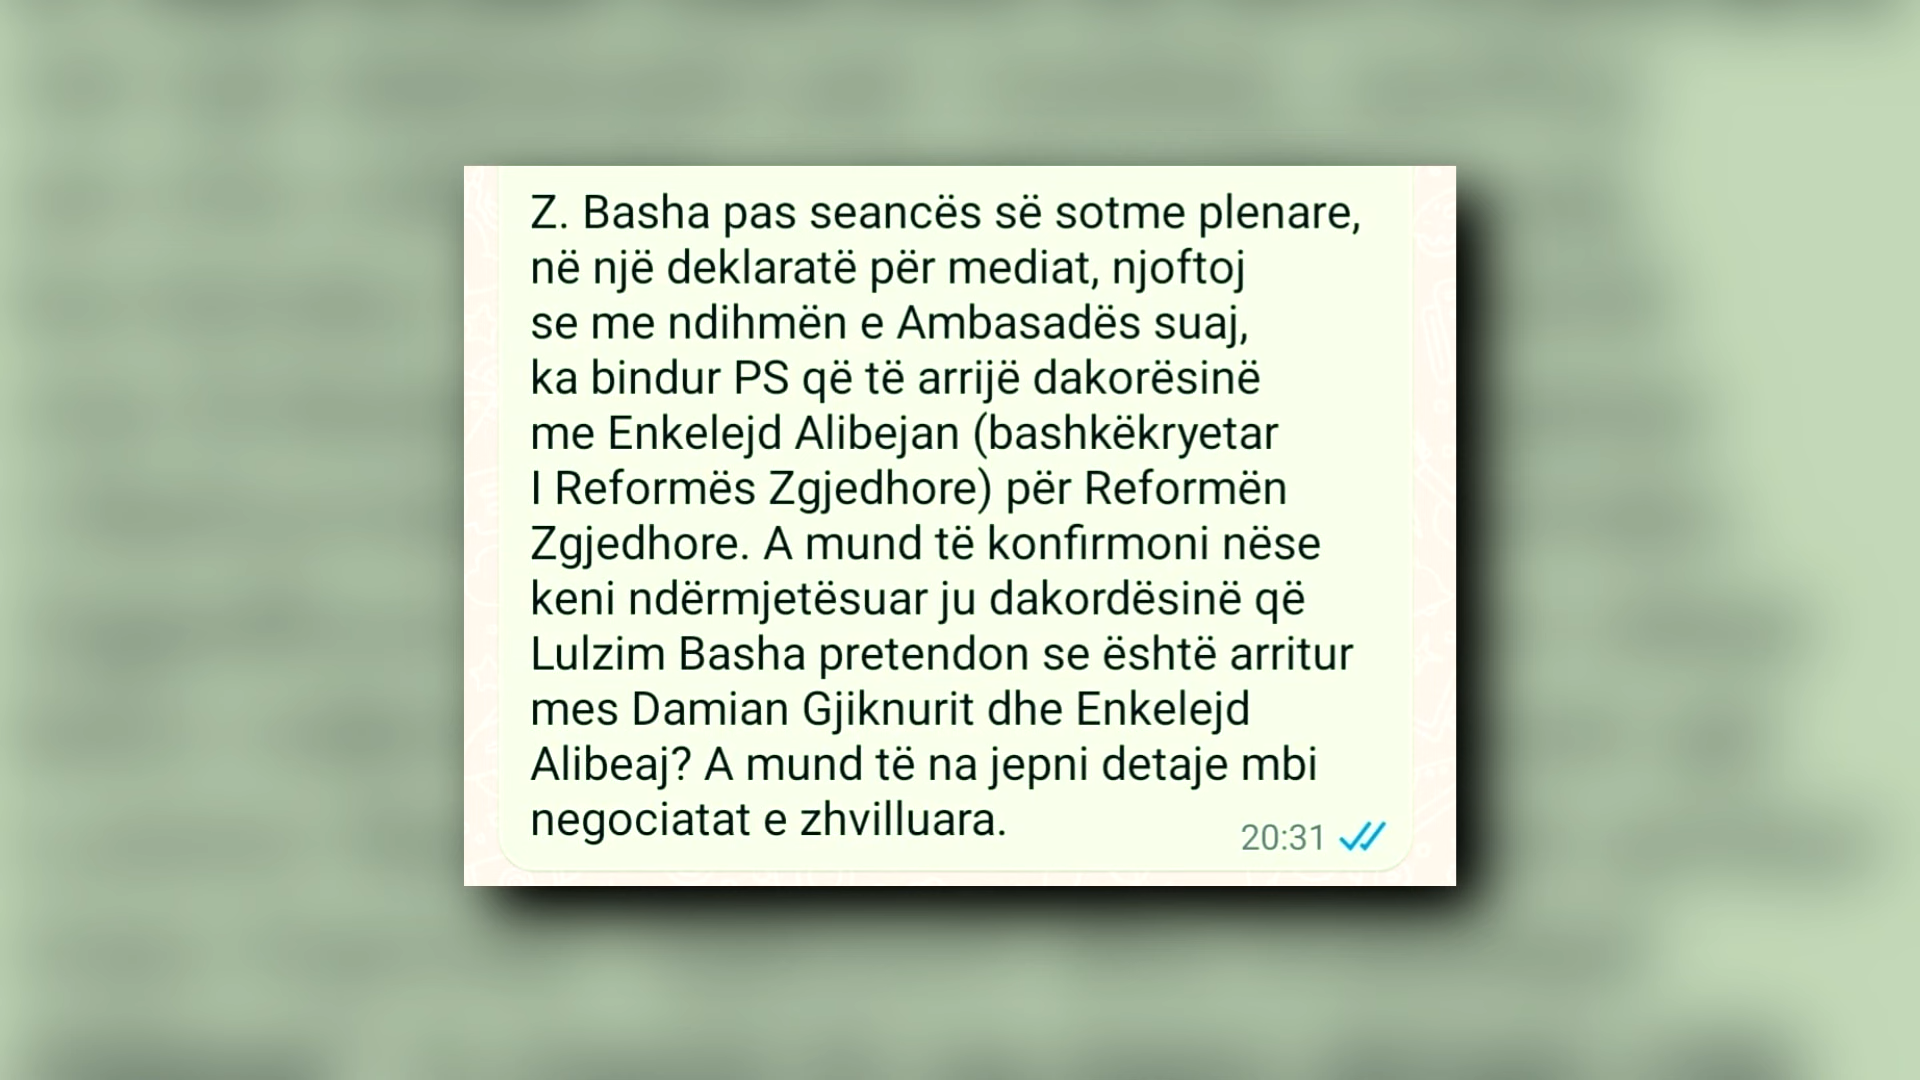 Z. Basha pas seancës së sotme plenare,
në një deklaratë për mediat, njoftoj
se me ndihmën e Ambasadës suaj,
ka bindur PS që të arrijë dakorësinë
me Enkelejd Alibejan (bashkëkryetar
I Reformës Zgjedhore) për Reformën
Zgjedhore. A mund të konfirmoni nëse
keni ndërmjetësuar ju dakordësinë që
Lulzim Basha pretendon se është arritur
mes Damian Gjiknurit dhe Enkelejd
Alibeaj? A mund të na jepni detaje mbi
negociatat e zhvilluara.
20:31